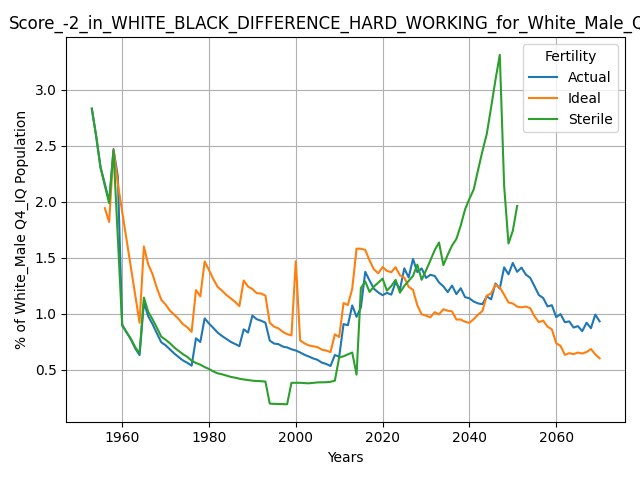 Score_-2_in_WHITE_BLACK_DIFFERENCE_HARD_WORKING_for_White_Male_Q
Fertility
Actual
Ideal
Sterile
% of White_Male Q4_IQ Population
3.0
2.5
2.0
1.5
1.0
0.5
1960 1980 2000 2020 2040 2060
Years